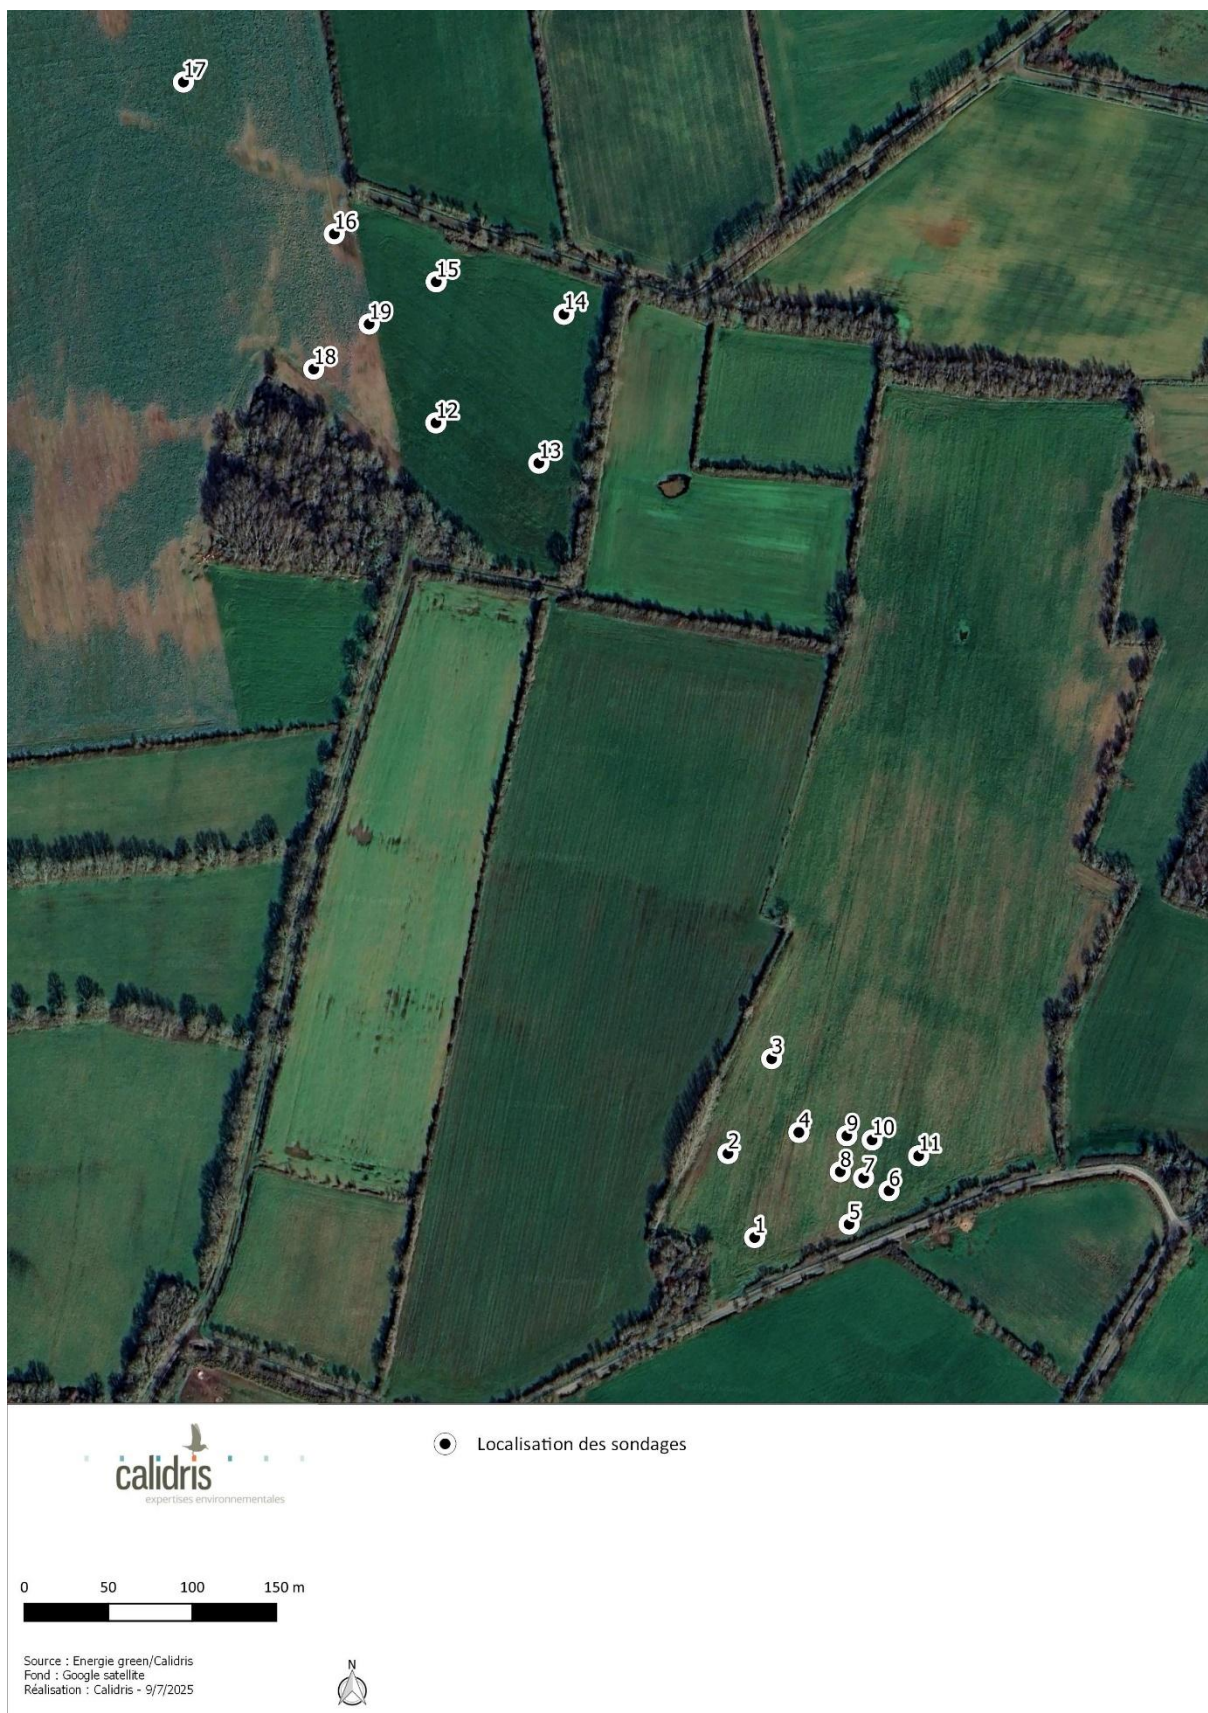 17
16
15
14
19
18
12
13
3
4
9
10
2
11
8
7
6
5
1
Localisation des sondages
calidris
expertises environnementales
0 50 100 150 m
Source : Energie green/Calidris
Fond : Google satellite
Réalisation : Calidris - 9/7/2025
N